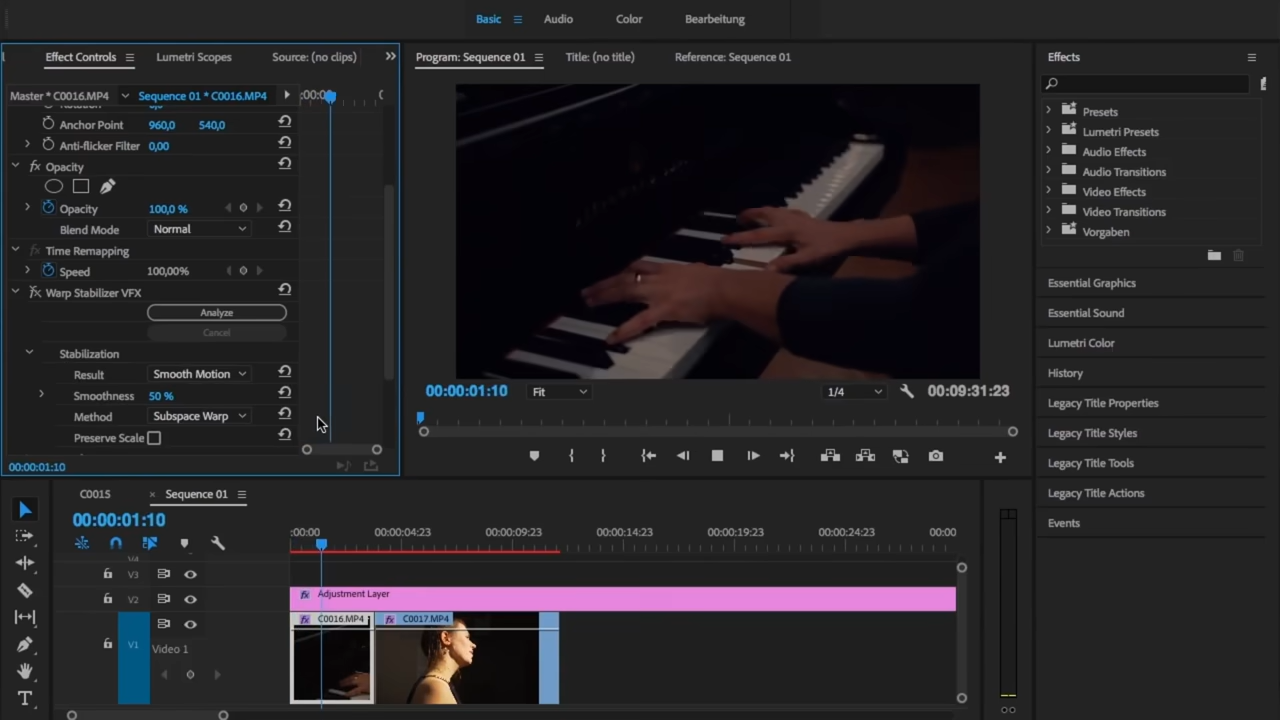 Basic Audio Color Bearbeitung
Effect Controls Lumetri Scopes Source: (no clips)
Master * C0016.MP4 Sequence 01 * C0016.MP4 :00:00
Anchor Point 960,0 540,0
Anti-flicker Filter 0,00
fx Opacity
Opacity 100,0 %
Blend Mode Normal
fx Time Remapping
Speed 100,00%
fx Warp Stabilizer VFX
Analyze
Cancel
Stabilization
Result Smooth Motion
Smoothness 50 %
Method Subspace Warp
Preserve Scale
00:00:01:10
Program: Sequence 01 Title: (no title) Reference: Sequence 01
00:00:01:10 Fit 1/4 00:09:31:23
Effects
Presets
Lumetri Presets
Audio Effects
Audio Transitions
Video Effects
Video Transitions
Vorgaben
Essential Graphics
Essential Sound
Lumetri Color
History
Legacy Title Properties
Legacy Title Styles
Legacy Title Tools
Legacy Title Actions
Events
C0015 × Sequence 01
00:00:01:10
:00:00 00:00:04:23 00:00:09:23 00:00:14:23 00:00:19:23 00:00:24:23 00:00
V3
V2 fx Adjustment Layer
fx C0016.MP4 fx C0017.MP4
V1 Video 1
T